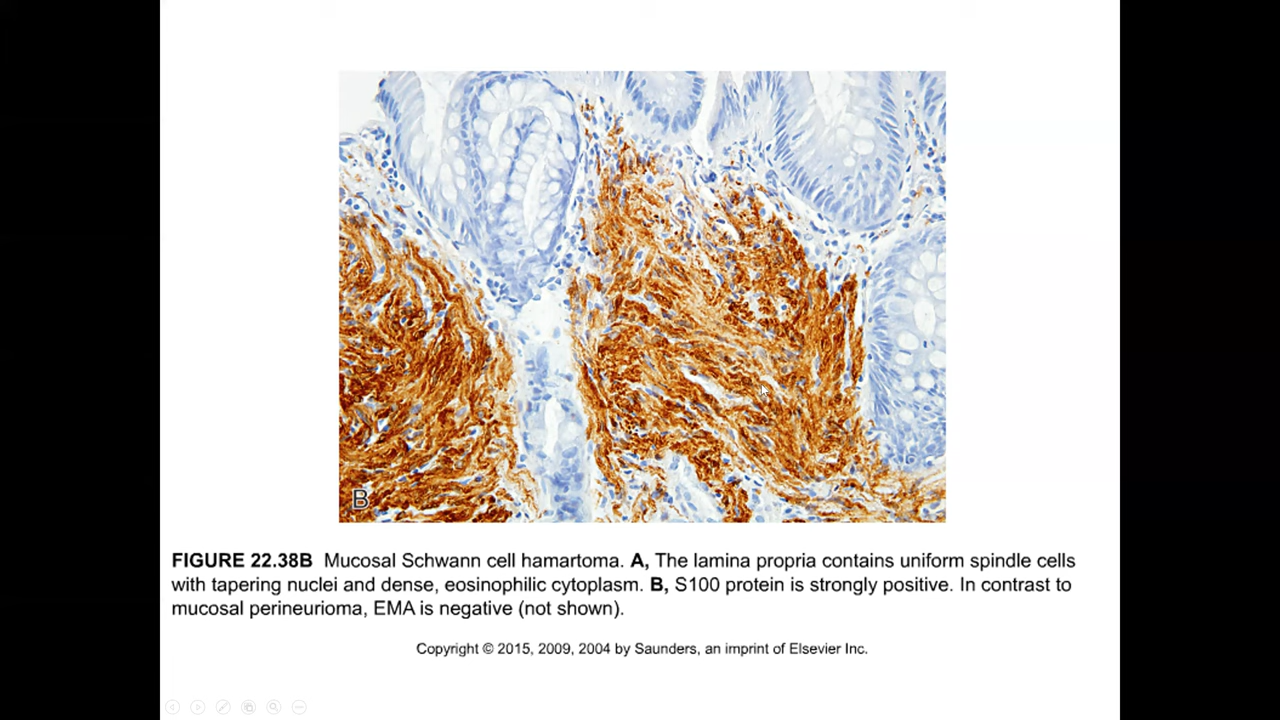 B
FIGURE 22.38B Mucosal Schwann cell hamartoma. A, The lamina propria contains uniform spindle cells
with tapering nuclei and dense, eosinophilic cytoplasm. B, S100 protein is strongly positive. In contrast to
mucosal perineurioma, EMA is negative (not shown).
Copyright © 2015, 2009, 2004 by Saunders, an imprint of Elsevier Inc.